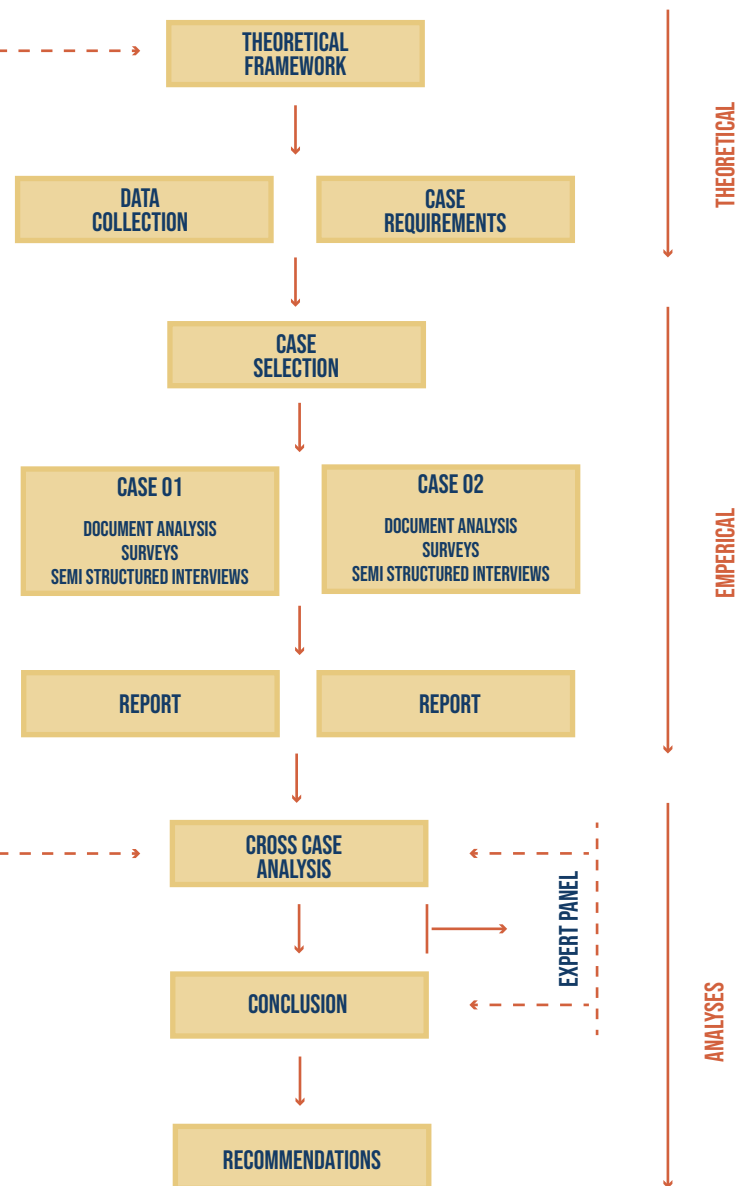 THEORETICAL
FRAMEWORK
THEORETICAL
DATA
COLLECTION
CASE
REQUIREMENTS
CASE
SELECTION
CASE 01
DOCUMENT ANALYSIS
SURVEYS
SEMI STRUCTURED INTERVIEWS
CASE 02
DOCUMENT ANALYSIS
SURVEYS
SEMI STRUCTURED INTERVIEWS
EMPERICAL
REPORT
REPORT
CROSS CASE
ANALYSIS
EXPERT PANEL
CONCLUSION
ANALYSES
RECOMMENDATIONS